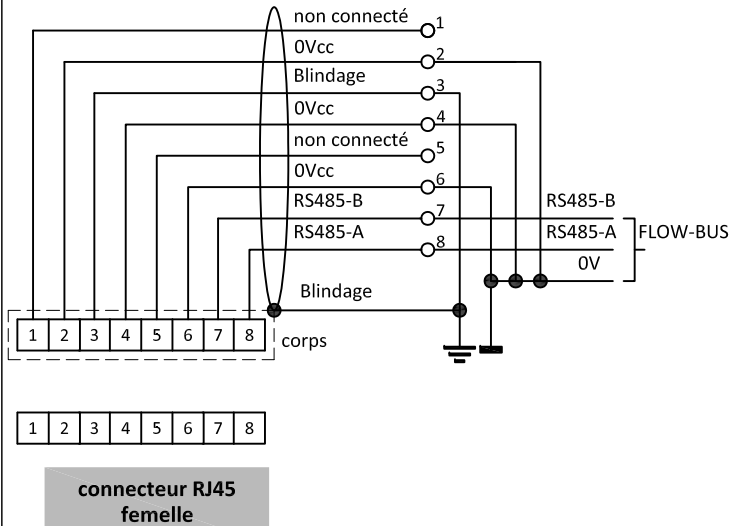 non connecté 1
0Vcc 2
Blindage 3
0Vcc 4
non connecté 5
0Vcc 6
RS485-B 7 RS485-B
RS485-A 8 RS485-A FLOW-BUS
0V
Blindage
1 2 3 4 5 6 7 8 corps
1 2 3 4 5 6 7 8
connecteur RJ45
femelle